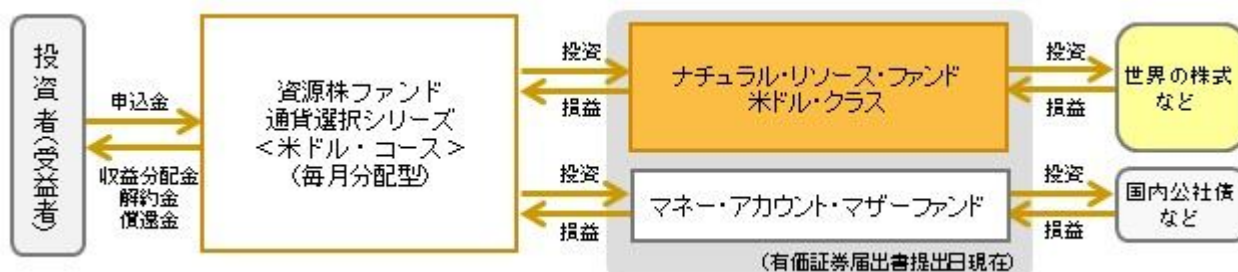 投資者(受益者)
申込金
収益分配金
解約金
償還金
資源株ファンド
通貨選択シリーズ
＜米ドル・コース＞
(毎月分配型)
投資
損益
投資
損益
ナチュラル・リソース・ファンド
米ドル・クラス
マネー・アカウント・マザーファンド
(有価証券届出書提出日現在)
投資
損益
投資
損益
世界の株式
など
国内公社債
など